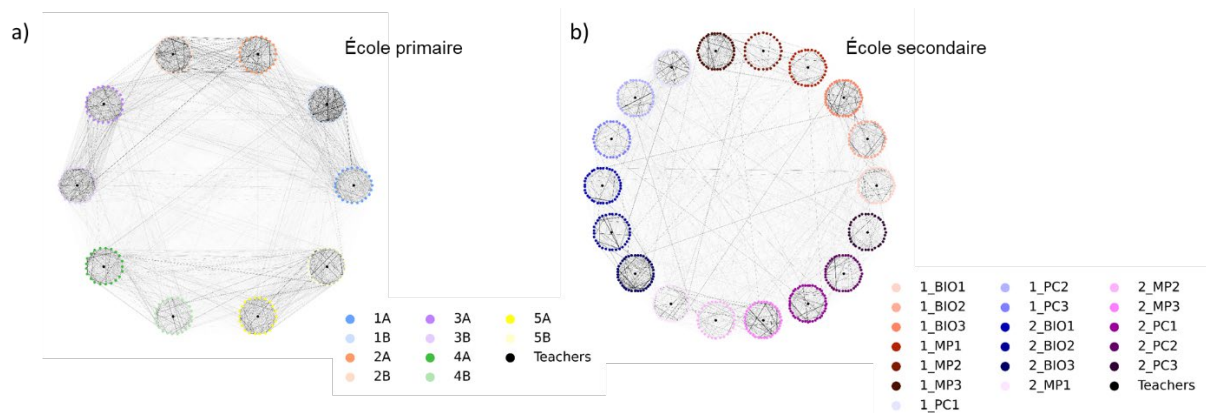 a)
École primaire
1A
1B
2A
2B
3A
3B
4A
4B
5A
5B
Teachers
b)
École secondaire
1_BIO1
1_BIO2
1_BIO3
1_MP1
1_MP2
1_MP3
1_PC1
1_PC2
1_PC3
2_BIO1
2_BIO2
2_BIO3
2_MP1
2_MP2
2_MP3
2_PC1
2_PC2
2_PC3
Teachers